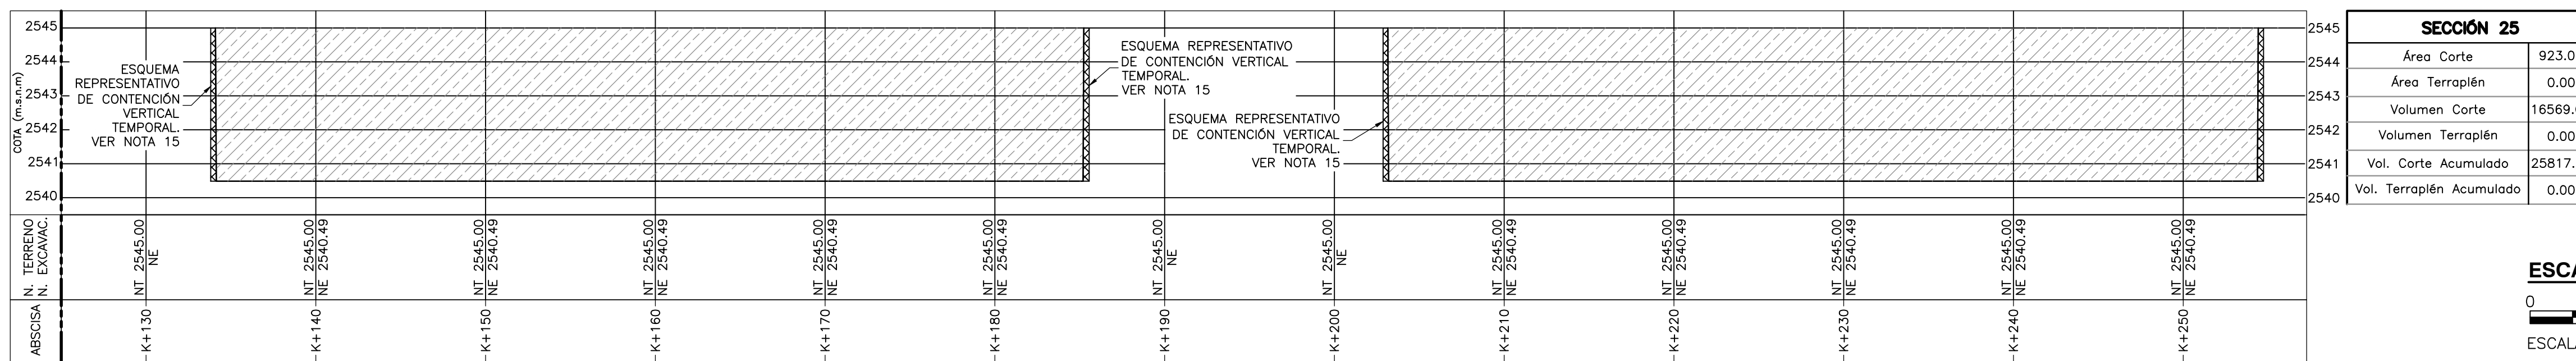 2545
2544
2543
2542
2541
2540
COTA (m.s.n.m)
ESQUEMA
REPRESENTATIVO
DE CONTENCIÓN
VERTICAL
TEMPORAL.
VER NOTA 15
ESQUEMA REPRESENTATIVO
DE CONTENCIÓN VERTICAL
TEMPORAL.
VER NOTA 15
ESQUEMA REPRESENTATIVO
DE CONTENCIÓN VERTICAL
TEMPORAL.
VER NOTA 15
2545
2544
2543
2542
2541
2540
N. TERRENO
N. EXCAVAC.
NT 2545.00
NE
NT 2545.00
NE 2540.49
NT 2545.00
NE 2540.49
NT 2545.00
NE 2540.49
NT 2545.00
NE 2540.49
NT 2545.00
NE 2540.49
NT 2545.00
NE
NT 2545.00
NE
NT 2545.00
NE 2540.49
NT 2545.00
NE 2540.49
NT 2545.00
NE 2540.49
NT 2545.00
NE 2540.49
NT 2545.00
NE 2540.49
ABSCISA
K+130
K+140
K+150
K+160
K+170
K+180
K+190
K+200
K+210
K+220
K+230
K+240
K+250
SECCIÓN 25
Área Corte 923.0
Área Terraplén 0.00
Volumen Corte 16569.
Volumen Terraplén 0.00
Vol. Corte Acumulado 25817.
Vol. Terraplén Acumulado 0.00
ESCA
0
ESCAL